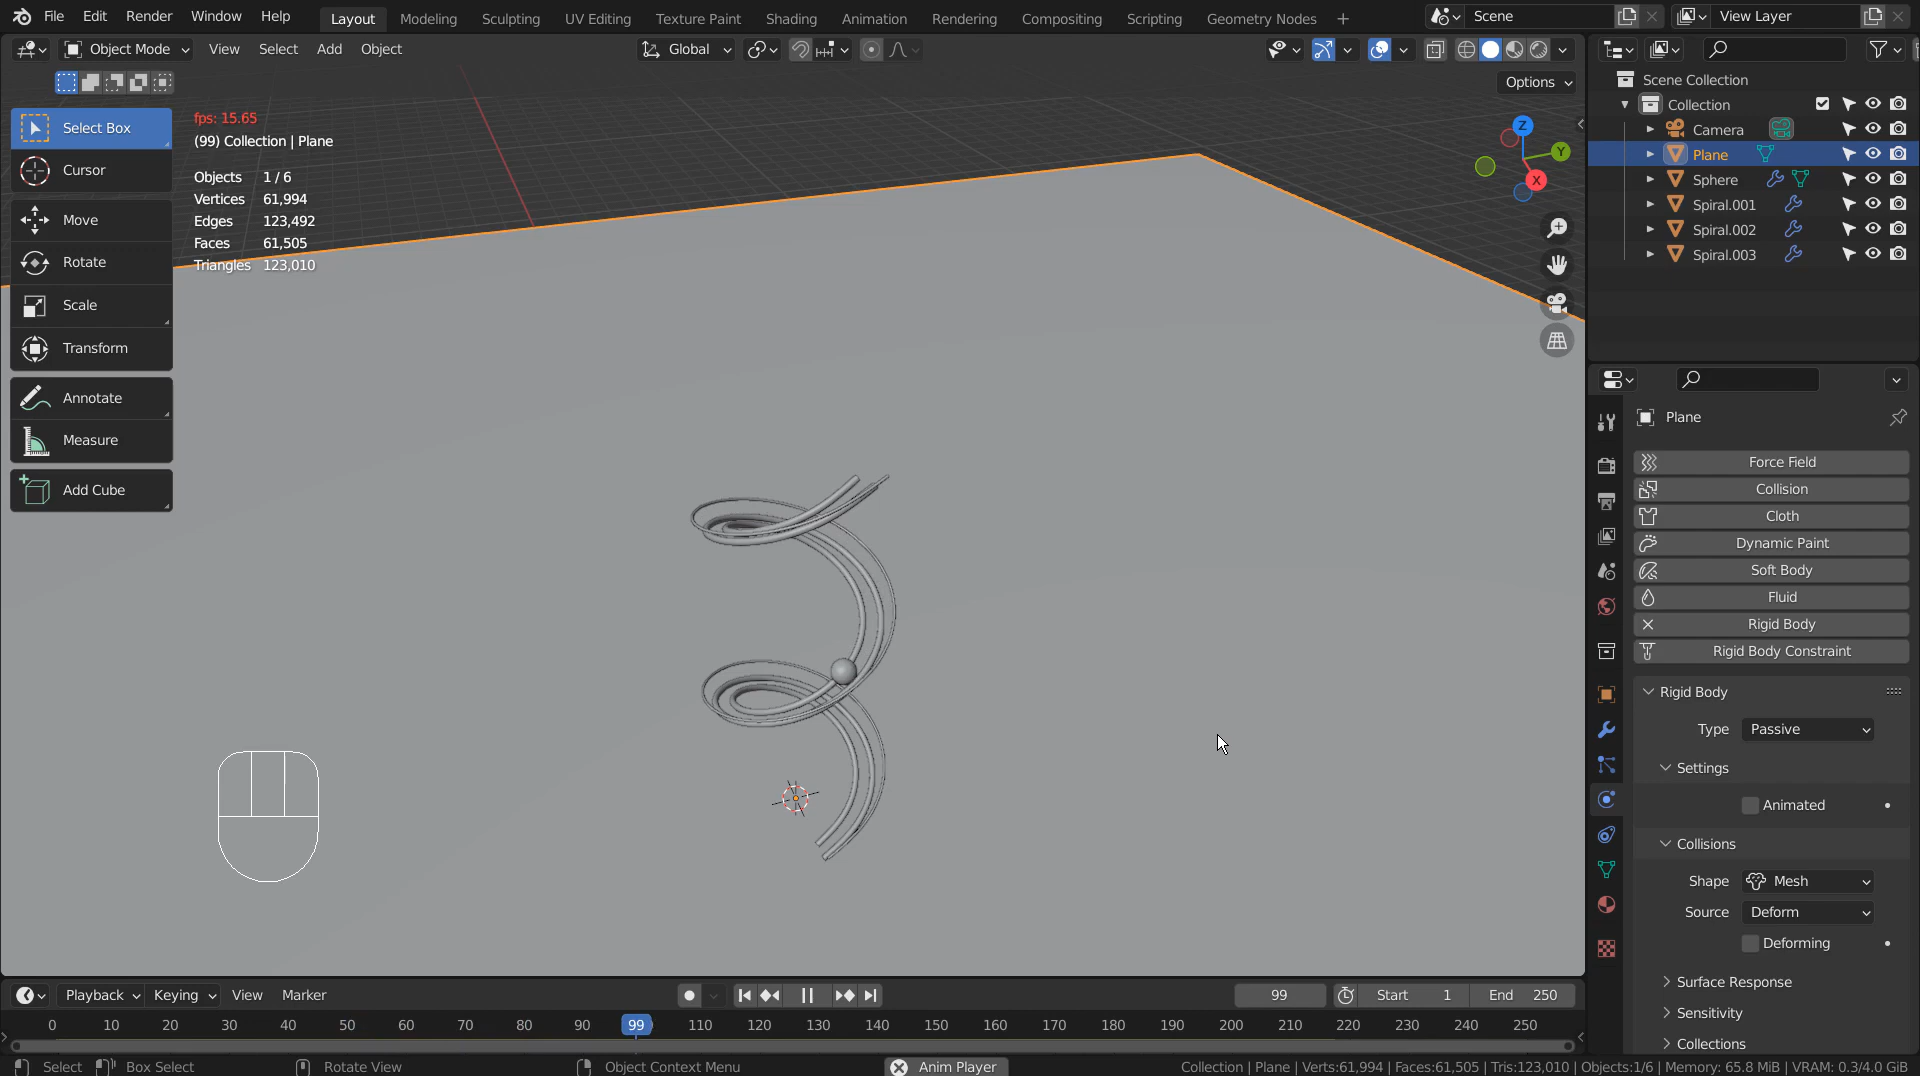 File Edit Render Window Help Layout Modeling Sculpting UV Editing Texture Paint Shading Animation Rendering Compositing Scripting Geometry Nodes + Scene View Layer
Object Mode View Select Add Object Global
Options
Select Box
Cursor
Move
Rotate
Scale
Transform
Annotate
Measure
Add Cube
fps: 15.65
(99) Collection | Plane
Objects 1 / 6
Vertices 61,994
Edges 123,492
Faces 61,505
Triangles 123,010
Z
Y
X
Scene Collection
Collection
Camera
Plane
Sphere
Spiral.001
Spiral.002
Spiral.003
Plane
Force Field
Collision
Cloth
Dynamic Paint
Soft Body
Fluid
Rigid Body
Rigid Body Constraint
Rigid Body
Type Passive
Settings
Animated
Collisions
Shape Mesh
Source Deform
Deforming
Surface Response
Sensitivity
Collections
Playback Keying View Marker 99 Start 1 End 250
0 10 20 30 40 50 60 70 80 90 99 110 120 130 140 150 160 170 180 190 200 210 220 230 240 250
Select Box Select Rotate View Object Context Menu Anim Player Collection | Plane | Verts:61,994 | Faces:61,505 | Tris:123,010 | Objects:1/6 | Memory: 65.8 MiB | VRAM: 0.3/4.0 GiB